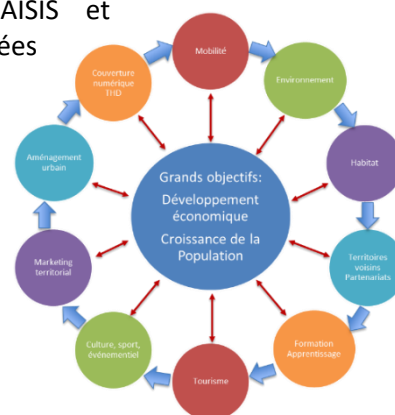 AISIS et
ées
Mobilité
Environnement
Habitat
Territoires
voisins
Partenariats
Formation
Apprentissage
Tourisme
Culture, sport,
événementiel
Marketing
territorial
Aménagement
urbain
Couverture
numérique
THD
Grands objectifs:
Développement
économique
Croissance de la
Population